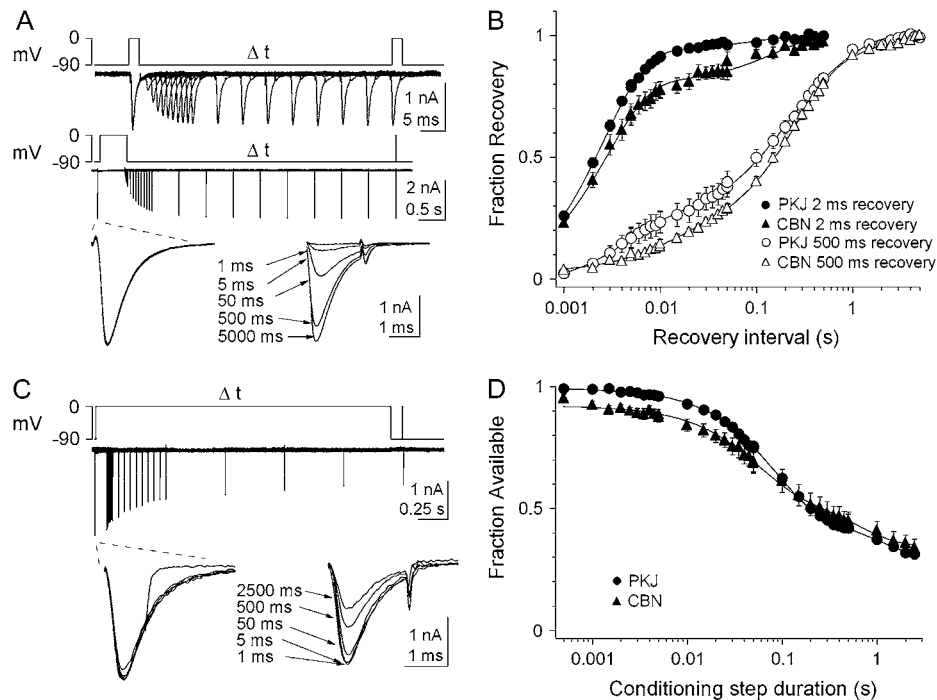 A
0
mV
-90
Δ t
1 nA
5 ms
0
mV
-90
Δ t
2 nA
0.5 s
1 ms
5 ms
50 ms
500 ms
5000 ms
1 nA
1 ms
B
Fraction Recovery
1
0.5
0
PKJ 2 ms recovery
CBN 2 ms recovery
PKJ 500 ms recovery
CBN 500 ms recovery
0.001
0.01
0.1
1
Recovery interval (s)
C
0
mV
-90
Δ t
1 nA
0.25 s
2500 ms
500 ms
50 ms
5 ms
1 ms
1 nA
1 ms
D
Fraction Available
1
0.5
0
PKJ
CBN
0.001
0.01
0.1
1
Conditioning step duration (s)